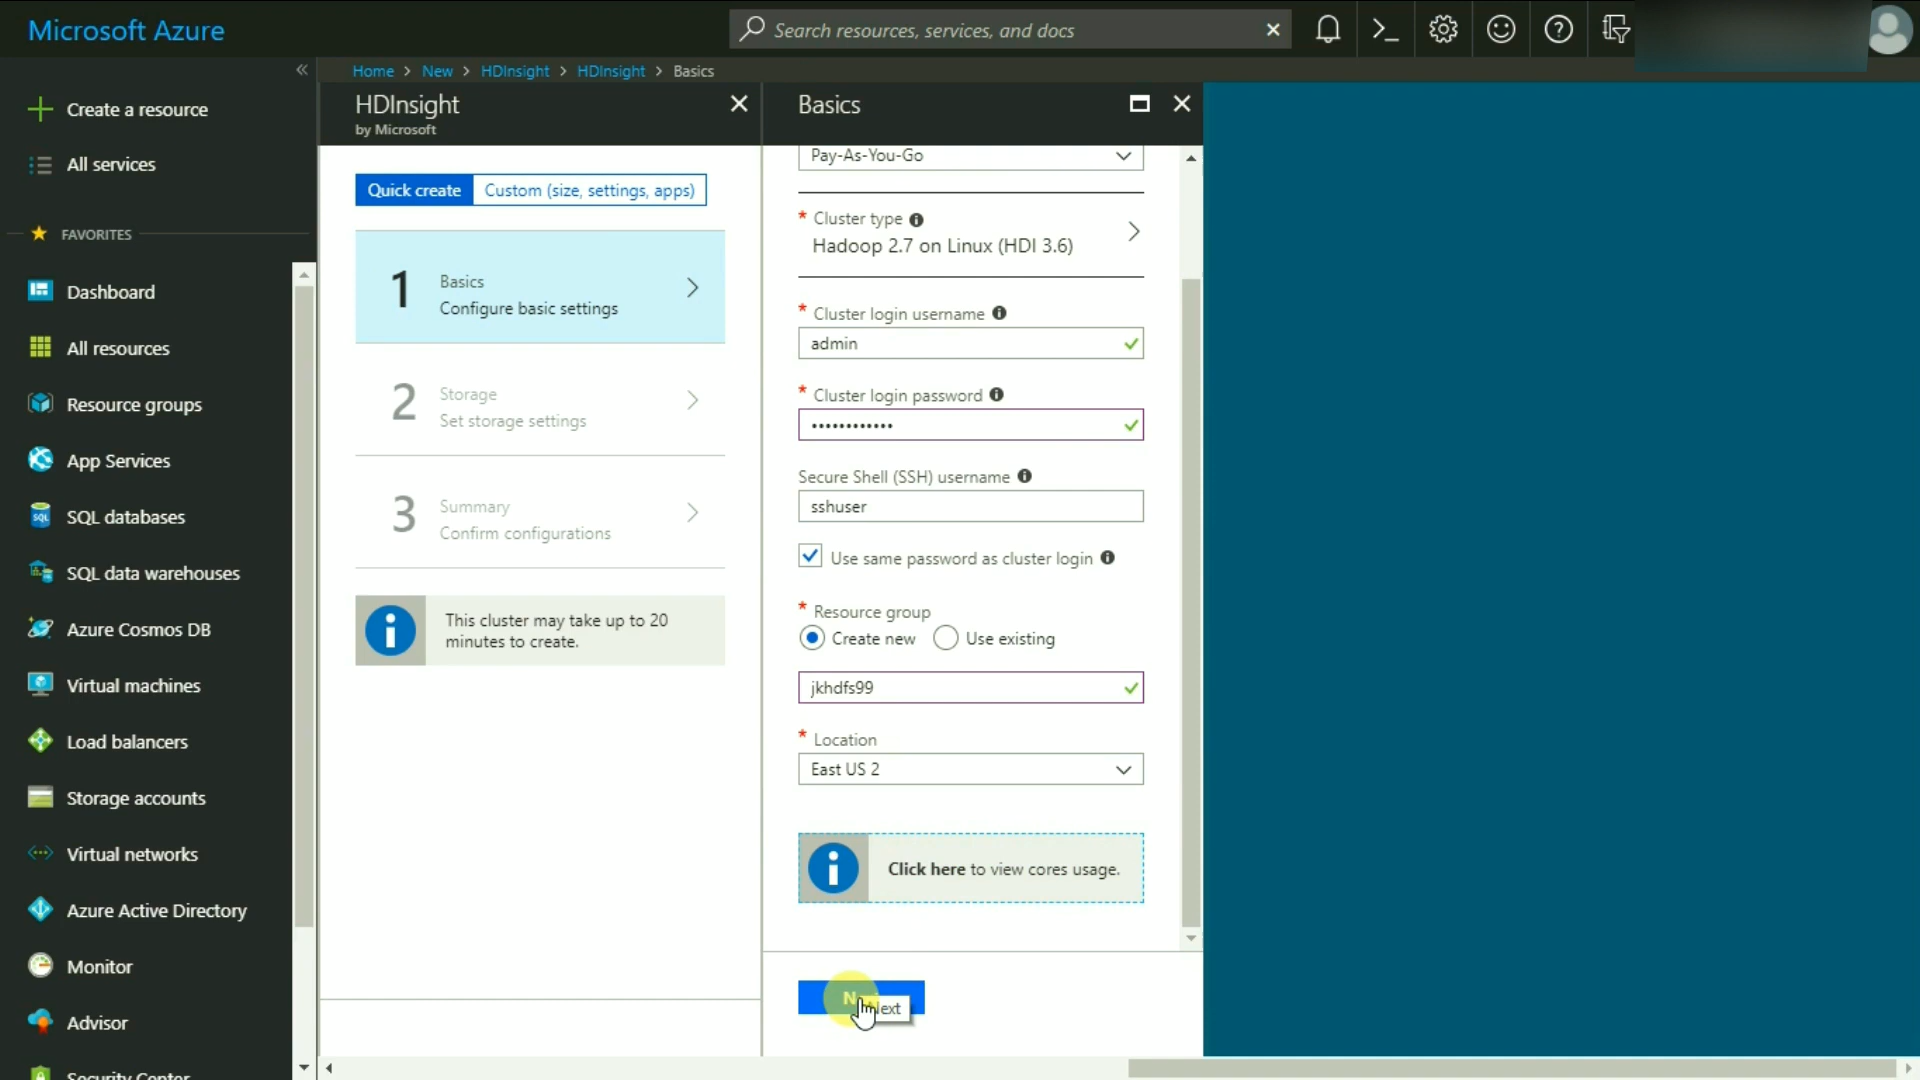 Microsoft Azure
Search resources, services, and docs
Home > New > HDInsight > HDInsight > Basics
Create a resource
All services
FAVORITES
Dashboard
All resources
Resource groups
App Services
SQL databases
SQL data warehouses
Azure Cosmos DB
Virtual machines
Load balancers
Storage accounts
Virtual networks
Azure Active Directory
Monitor
Advisor
Security Center
HDInsight
by Microsoft
Quick create
Custom (size, settings, apps)
1
Basics
Configure basic settings
2
Storage
Set storage settings
3
Summary
Confirm configurations
This cluster may take up to 20
minutes to create.
Basics
Pay-As-You-Go
* Cluster type
Hadoop 2.7 on Linux (HDI 3.6)
* Cluster login username
admin
* Cluster login password
••••••••••••
Secure Shell (SSH) username
sshuser
Use same password as cluster login
* Resource group
Create new
Use existing
jkhdfs99
* Location
East US 2
Click here to view cores usage.